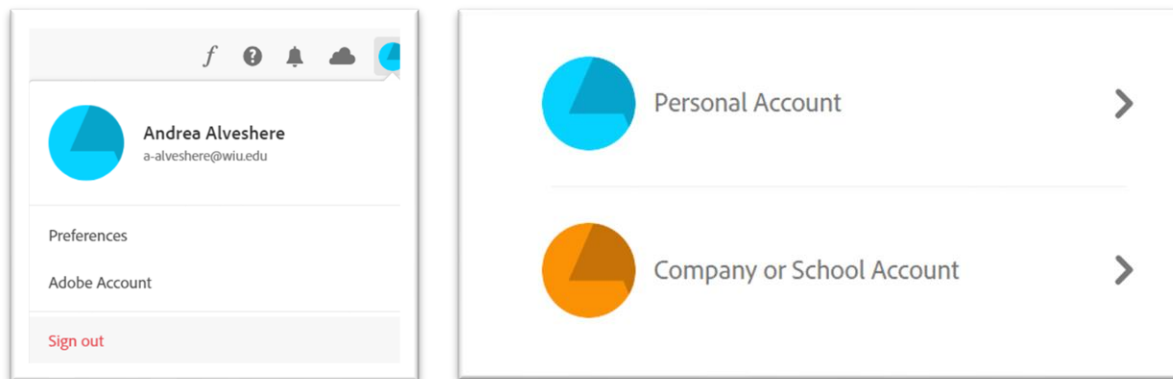 f
Andrea Alveshere
a-alveshere@wiu.edu
Preferences
Adobe Account
Sign out
Personal Account
Company or School Account